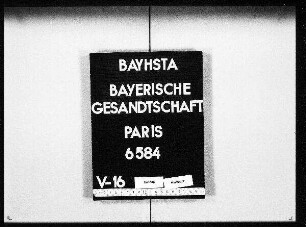 BAYHSTA
BAYERISCHE
GESANDTSCHAFT
PARIS
6584
V-16